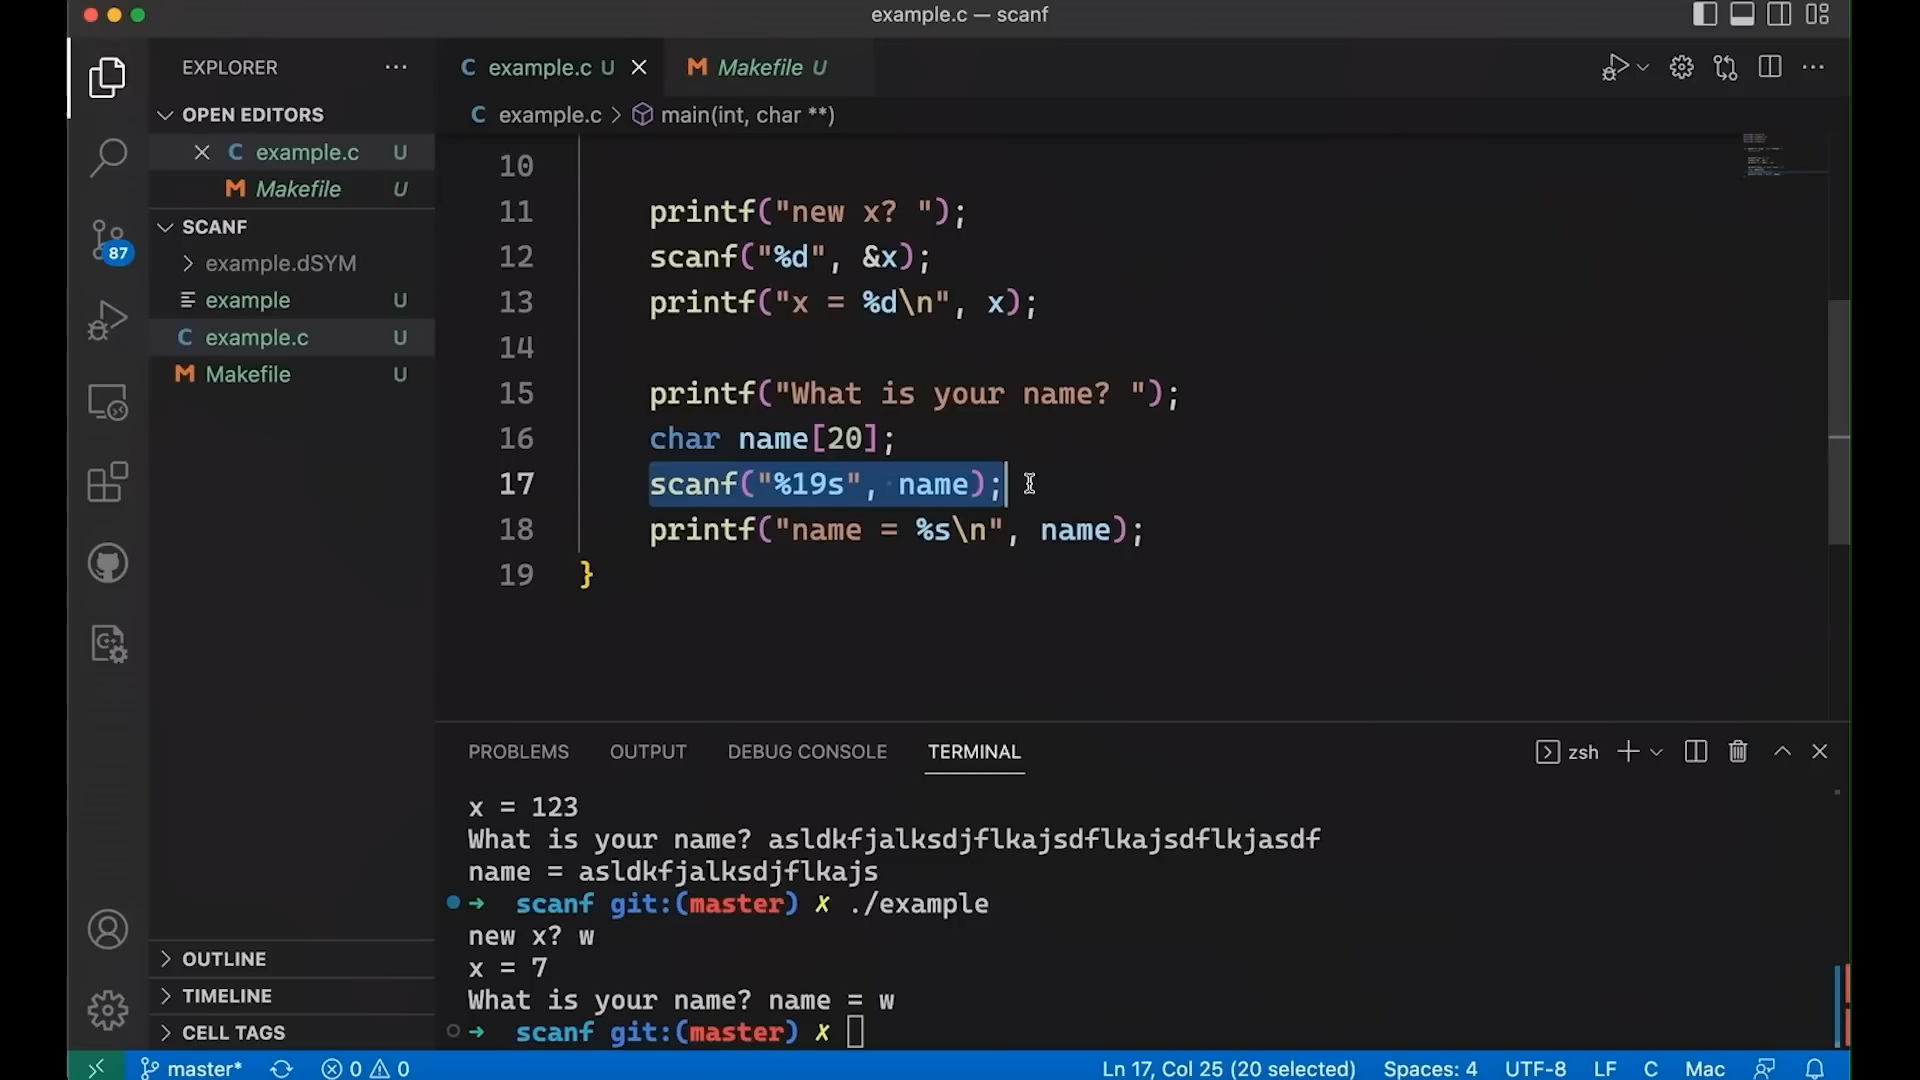 example.c — scanf
EXPLORER
example.c U
Makefile U
OPEN EDITORS
example.c > main(int, char **)
example.c U
Makefile U
SCANF
87
example.dSYM
example U
example.c U
Makefile U
10
11 printf("new x? ");
12 scanf("%d", &x);
13 printf("x = %d\n", x);
14
15 printf("What is your name? ");
16 char name[20];
17 scanf("%19s", name);
18 printf("name = %s\n", name);
19 }
PROBLEMS OUTPUT DEBUG CONSOLE TERMINAL zsh
x = 123
What is your name? asldkfjalksdjflkajsdflkajsdflkjasdf
name = asldkfjalksdjflkajs
➜ scanf git:(master) ✗ ./example
new x? w
x = 7
What is your name? name = w
➜ scanf git:(master) ✗
OUTLINE
TIMELINE
CELL TAGS
master* 0 0 Ln 17, Col 25 (20 selected) Spaces: 4 UTF-8 LF C Mac